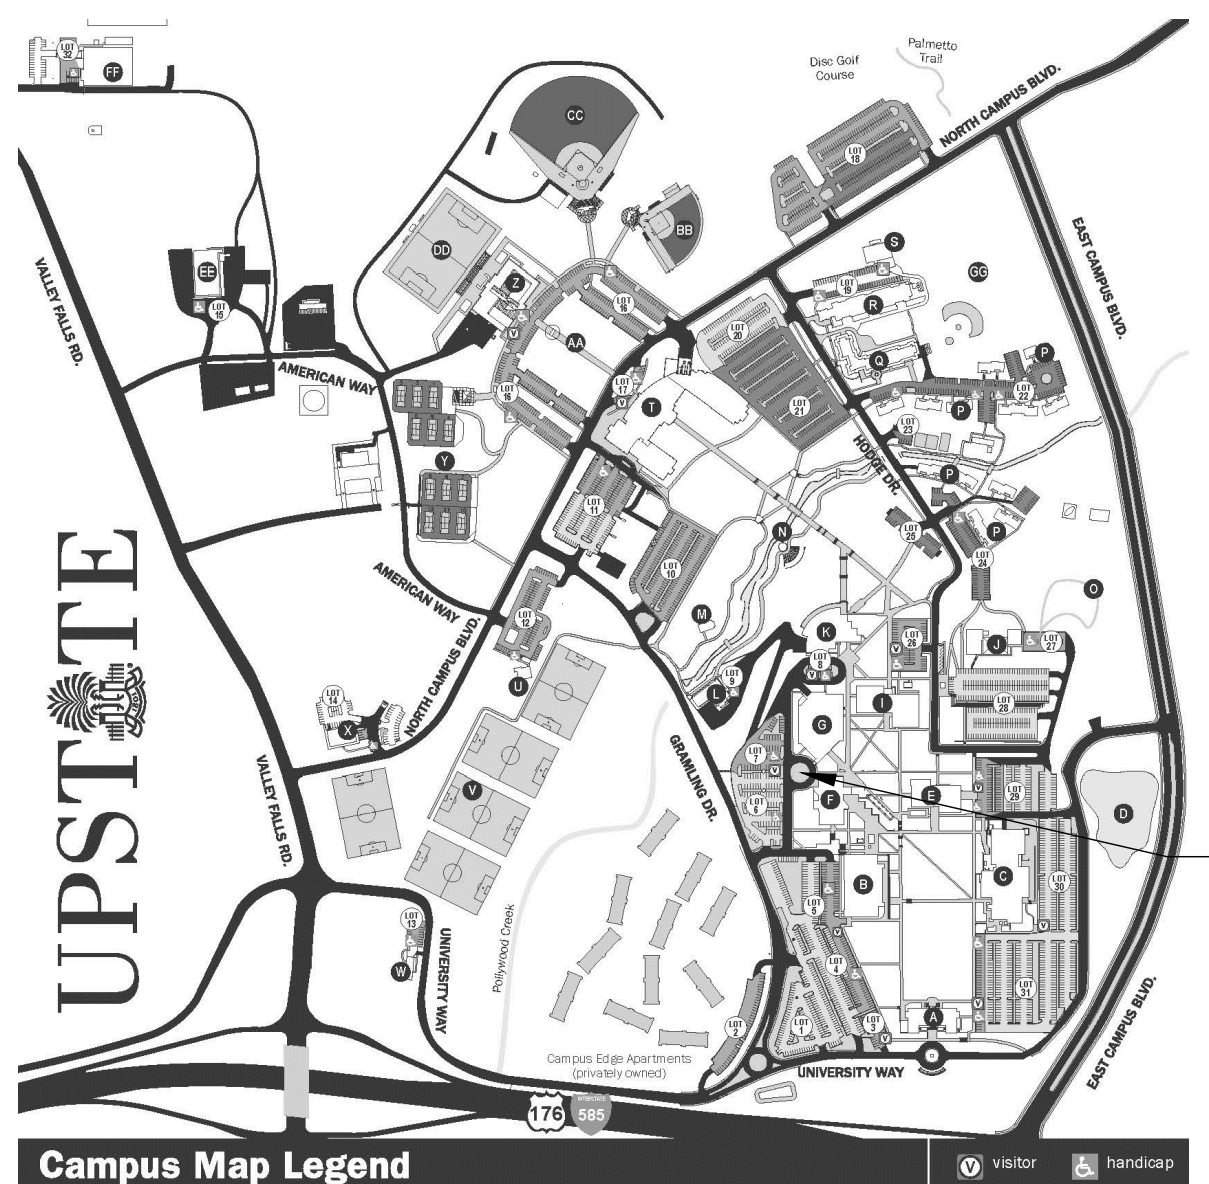 Disc Golf
Course
Palmetto
Trail
NORTH CAMPUS BLVD.
LOT
32
FF
CC
LOT
18
BB
DD
S
GG
EAST CAMPUS BLVD.
VALLEY FALLS RD.
EE
LOT
15
Z
LOT
16
LOT
19
R
V
AA
LOT
20
Q
P
AMERICAN WAY
LOT
16
LOT
17
V
T
LOT
21
LOT
22
P
LOT
23
HODGE DR.
Y
P
LOT
11
N
LOT
25
P
LOT
24
LOT
10
AMERICAN WAY
O
LOT
12
M
K
LOT
26
V
J
LOT
27
NORTH CAMPUS BLVD.
U
LOT
8
V
LOT
9
L
I
LOT
28
UPSTATE
LOT
14
X
G
GRAMLING DR.
LOT
7
V
V
VALLEY FALLS RD.
LOT
6
F
E
V
LOT
29
D
B
C
LOT
30
LOT
5
V
V
LOT
13
W
UNIVERSITY WAY
Pollywood Creek
LOT
4
LOT
31
V
LOT
2
LOT
1
LOT
3
V
A
EAST CAMPUS BLVD.
Campus Edge Apartments
(privately owned)
UNIVERSITY WAY
176
INTERSTATE
585
Campus Map Legend
V visitor
handicap